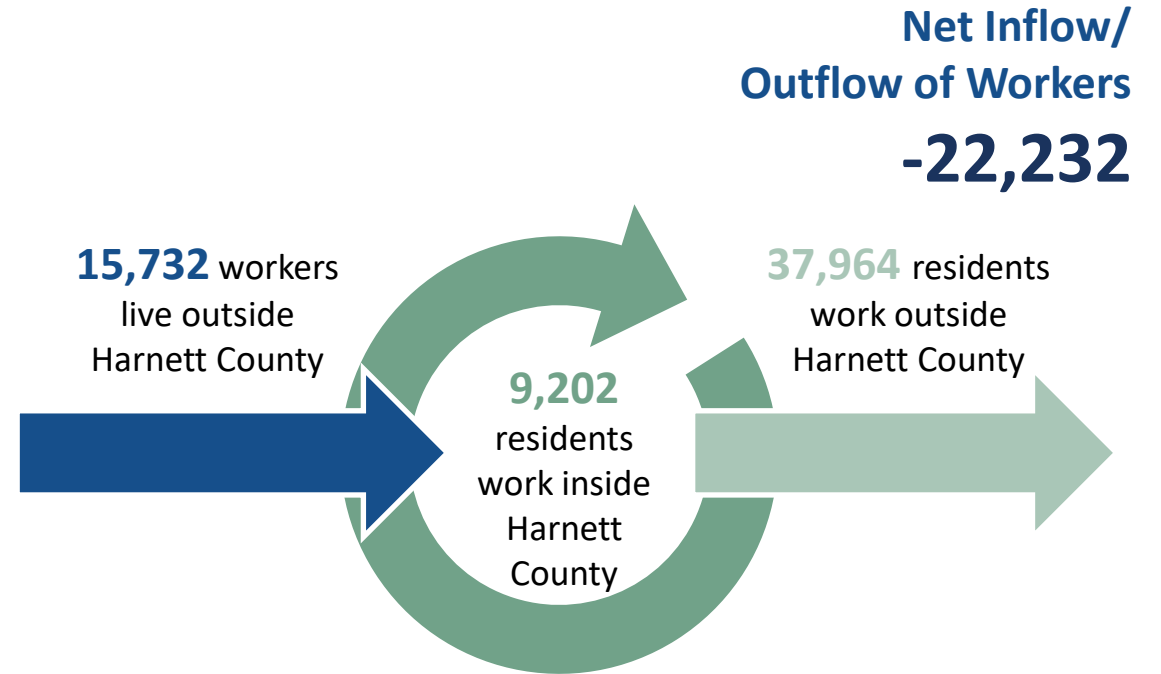 Net Inflow/
Outflow of Workers
-22,232
15,732 workers
live outside
Harnett County
9,202
residents
work inside
Harnett
County
37,964 residents
work outside
Harnett County